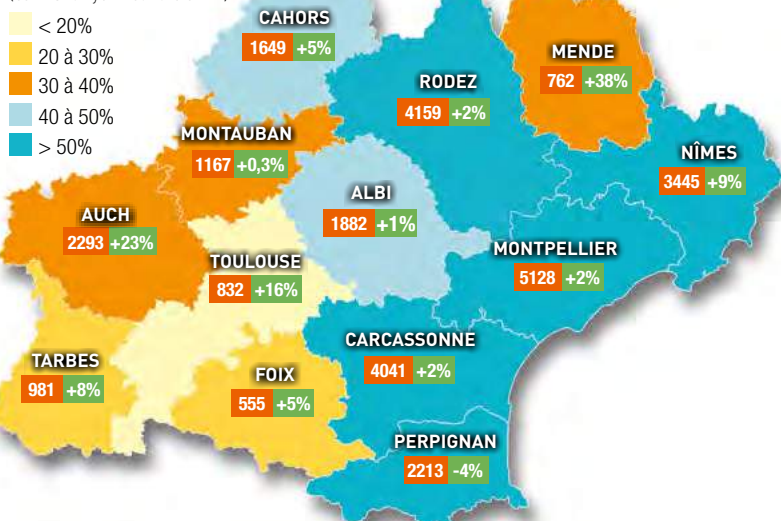 < 20%
20 à 30%
30 à 40%
40 à 50%
> 50%
CAHORS
1649 +5%
MENDE
762 +38%
RODEZ
4159 +2%
MONTAUBAN
1167 +0,3%
NÎMES
3445 +9%
ALBI
1882 +1%
AUCH
2293 +23%
TOULOUSE
832 +16%
MONTPELLIER
5128 +2%
CARCASSONNE
4041 +2%
TARBES
981 +8%
FOIX
555 +5%
PERPIGNAN
2213 -4%